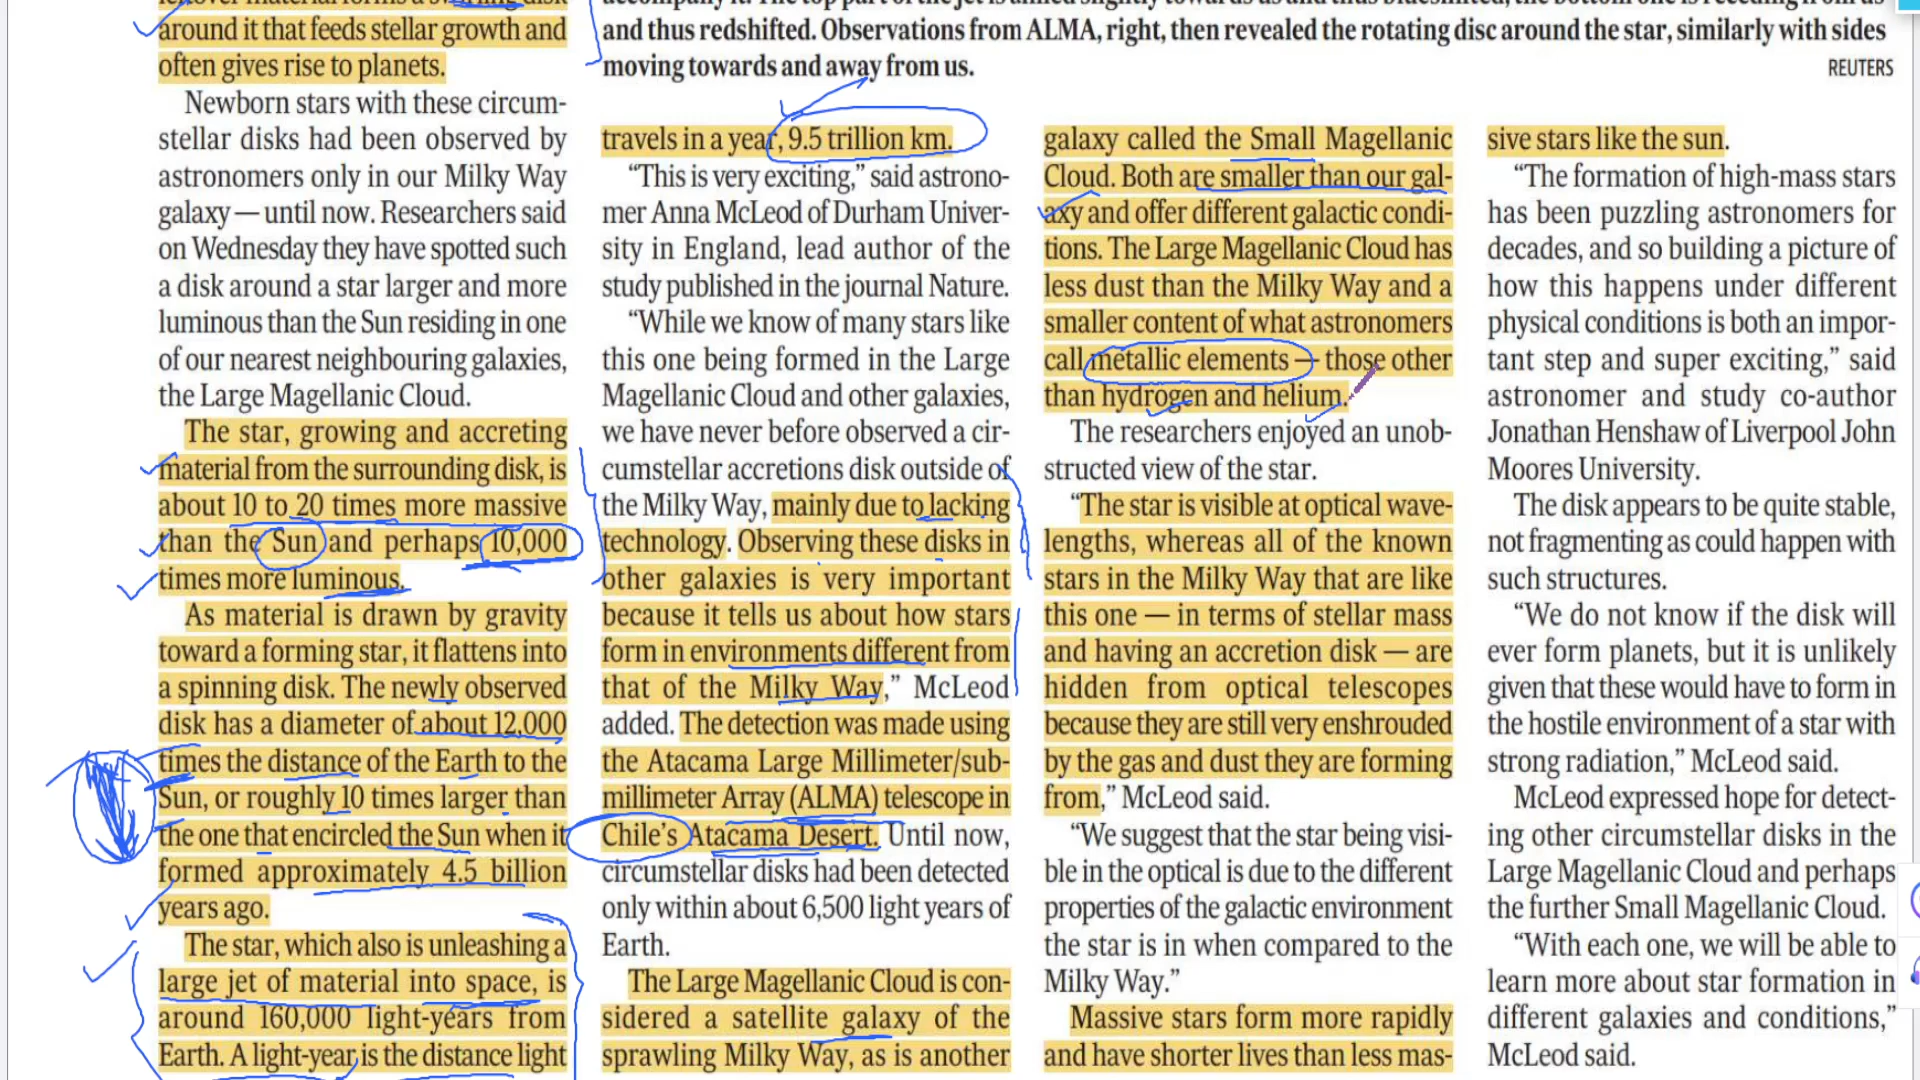 leftover material forms a swirling disk
around it that feeds stellar growth and
often gives rise to planets.
Newborn stars with these circum-
stellar disks had been observed by
astronomers only in our Milky Way
galaxy — until now. Researchers said
on Wednesday they have spotted such
a disk around a star larger and more
luminous than the Sun residing in one
of our nearest neighbouring galaxies,
the Large Magellanic Cloud.
The star, growing and accreting
material from the surrounding disk, is
about 10 to 20 times more massive
than the Sun and perhaps 10,000
times more luminous.
As material is drawn by gravity
toward a forming star, it flattens into
a spinning disk. The newly observed
disk has a diameter of about 12,000
times the distance of the Earth to the
Sun, or roughly 10 times larger than
the one that encircled the Sun when it
formed approximately 4.5 billion
years ago.
The star, which also is unleashing a
large jet of material into space, is
around 160,000 light-years from
Earth. A light-year is the distance light
accompany it. The top part of the jet is aimed slightly towards us and thus blueshifted; the bottom one is receding from us
and thus redshifted. Observations from ALMA, right, then revealed the rotating disc around the star, similarly with sides
moving towards and away from us.
REUTERS
travels in a year, 9.5 trillion km.
“This is very exciting,” said astrono-
mer Anna McLeod of Durham Univer-
sity in England, lead author of the
study published in the journal Nature.
“While we know of many stars like
this one being formed in the Large
Magellanic Cloud and other galaxies,
we have never before observed a cir-
cumstellar accretions disk outside of
the Milky Way, mainly due to lacking
technology. Observing these disks in
other galaxies is very important
because it tells us about how stars
form in environments different from
that of the Milky Way,” McLeod
added. The detection was made using
the Atacama Large Millimeter/sub-
millimeter Array (ALMA) telescope in
Chile’s Atacama Desert. Until now,
circumstellar disks had been detected
only within about 6,500 light years of
Earth.
The Large Magellanic Cloud is con-
sidered a satellite galaxy of the
sprawling Milky Way, as is another
galaxy called the Small Magellanic
Cloud. Both are smaller than our gal-
axy and offer different galactic condi-
tions. The Large Magellanic Cloud has
less dust than the Milky Way and a
smaller content of what astronomers
call metallic elements — those other
than hydrogen and helium.
The researchers enjoyed an unob-
structed view of the star.
“The star is visible at optical wave-
lengths, whereas all of the known
stars in the Milky Way that are like
this one — in terms of stellar mass
and having an accretion disk — are
hidden from optical telescopes
because they are still very enshrouded
by the gas and dust they are forming
from,” McLeod said.
“We suggest that the star being visi-
ble in the optical is due to the different
properties of the galactic environment
the star is in when compared to the
Milky Way.”
Massive stars form more rapidly
and have shorter lives than less mas-
sive stars like the sun.
“The formation of high-mass stars
has been puzzling astronomers for
decades, and so building a picture of
how this happens under different
physical conditions is both an impor-
tant step and super exciting,” said
astronomer and study co-author
Jonathan Henshaw of Liverpool John
Moores University.
The disk appears to be quite stable,
not fragmenting as could happen with
such structures.
“We do not know if the disk will
ever form planets, but it is unlikely
given that these would have to form in
the hostile environment of a star with
strong radiation,” McLeod said.
McLeod expressed hope for detect-
ing other circumstellar disks in the
Large Magellanic Cloud and perhaps
the further Small Magellanic Cloud.
“With each one, we will be able to
learn more about star formation in
different galaxies and conditions,”
McLeod said.